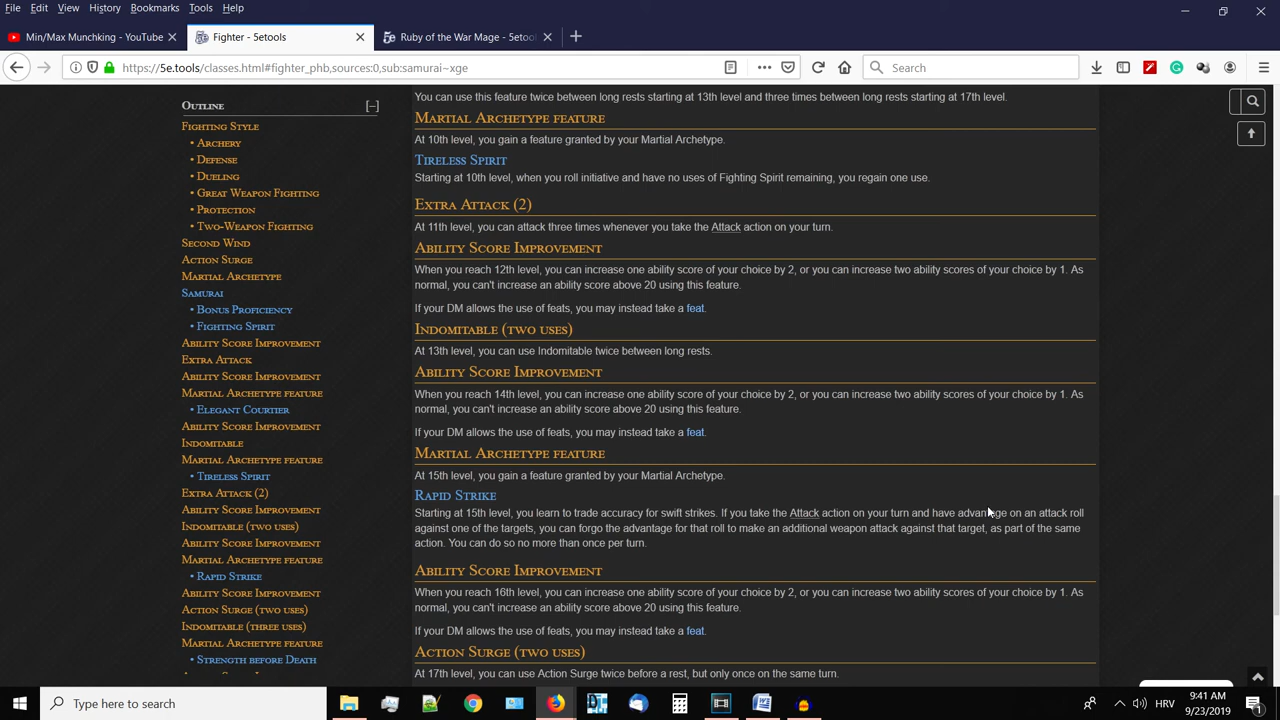 File Edit View History Bookmarks Tools Help
Min/Max Munchking - YouTube
Fighter - 5etools
Ruby of the War Mage - 5etool
https://5e.tools/classes.html#fighter_phb,sources:0,sub:samurai~xge
Search
Outline [–]
Fighting Style
• Archery
• Defense
• Dueling
• Great Weapon Fighting
• Protection
• Two-Weapon Fighting
Second Wind
Action Surge
Martial Archetype
Samurai
• Bonus Proficiency
• Fighting Spirit
Ability Score Improvement
Extra Attack
Ability Score Improvement
Martial Archetype feature
• Elegant Courtier
Ability Score Improvement
Indomitable
Martial Archetype feature
• Tireless Spirit
Extra Attack (2)
Ability Score Improvement
Indomitable (two uses)
Ability Score Improvement
Martial Archetype feature
• Rapid Strike
Ability Score Improvement
Action Surge (two uses)
Indomitable (three uses)
Martial Archetype feature
• Strength before Death
You can use this feature twice between long rests starting at 13th level and three times between long rests starting at 17th level.
Martial Archetype feature
At 10th level, you gain a feature granted by your Martial Archetype.
Tireless Spirit
Starting at 10th level, when you roll initiative and have no uses of Fighting Spirit remaining, you regain one use.
Extra Attack (2)
At 11th level, you can attack three times whenever you take the Attack action on your turn.
Ability Score Improvement
When you reach 12th level, you can increase one ability score of your choice by 2, or you can increase two ability scores of your choice by 1. As
normal, you can't increase an ability score above 20 using this feature.
If your DM allows the use of feats, you may instead take a feat.
Indomitable (two uses)
At 13th level, you can use Indomitable twice between long rests.
Ability Score Improvement
When you reach 14th level, you can increase one ability score of your choice by 2, or you can increase two ability scores of your choice by 1. As
normal, you can't increase an ability score above 20 using this feature.
If your DM allows the use of feats, you may instead take a feat.
Martial Archetype feature
At 15th level, you gain a feature granted by your Martial Archetype.
Rapid Strike
Starting at 15th level, you learn to trade accuracy for swift strikes. If you take the Attack action on your turn and have advantage on an attack roll
against one of the targets, you can forgo the advantage for that roll to make an additional weapon attack against that target, as part of the same
action. You can do so no more than once per turn.
Ability Score Improvement
When you reach 16th level, you can increase one ability score of your choice by 2, or you can increase two ability scores of your choice by 1. As
normal, you can't increase an ability score above 20 using this feature.
If your DM allows the use of feats, you may instead take a feat.
Action Surge (two uses)
At 17th level, you can use Action Surge twice before a rest, but only once on the same turn.
Type here to search
HRV
9:41 AM
9/23/2019
1